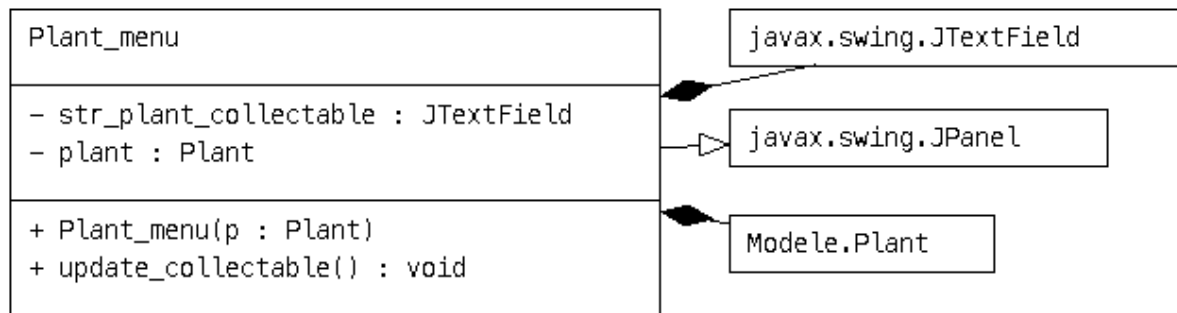 Plant_menu
– str_plant_collectable : JTextField
– plant : Plant
+ Plant_menu(p : Plant)
+ update_collectable() : void
javax.swing.JTextField
javax.swing.JPanel
Modele.Plant